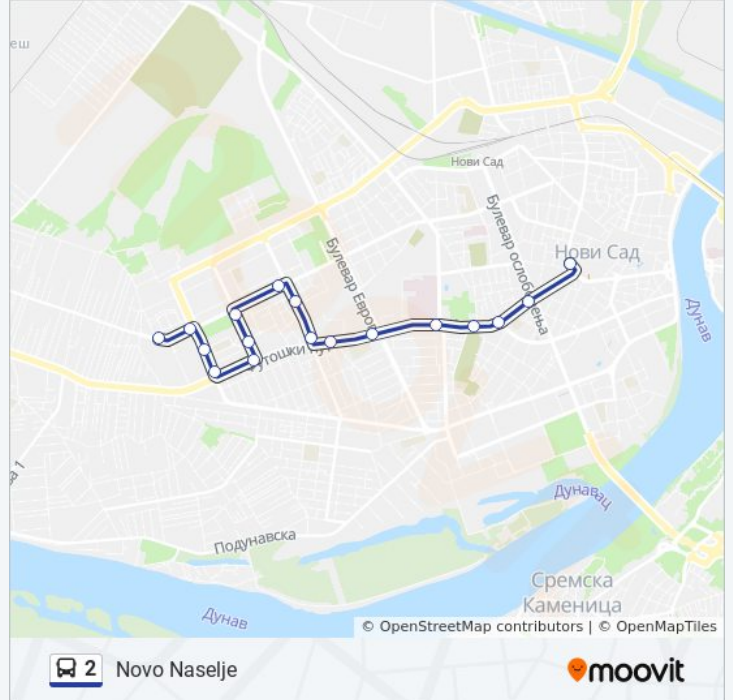 еш
Нови Сад
Булевар ослобођења
Нови Сад
Булевар Европе
Дунав
Футошки пут
а 1
Дунавац
Подунавска
Сремска
Каменица
Дунав
© OpenStreetMap contributors | © OpenMapTiles
2 Novo Naselje
moovit